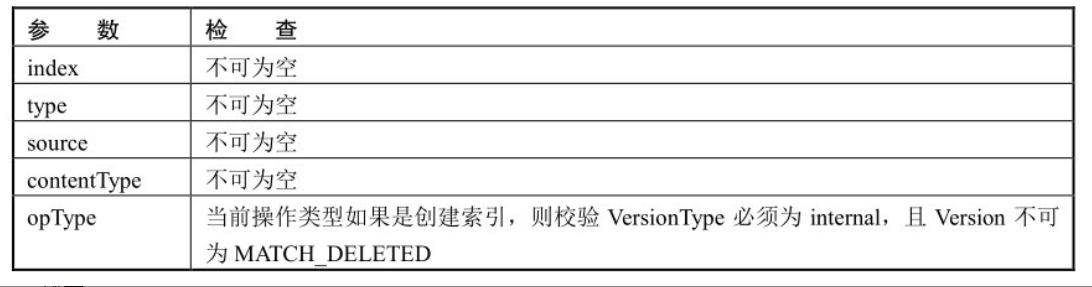 参 数 检 查
index 不可为空
type 不可为空
source 不可为空
contentType 不可为空
opType 当前操作类型如果是创建索引，则校验 VersionType 必须为 internal，且 Version 不可
为 MATCH_DELETED